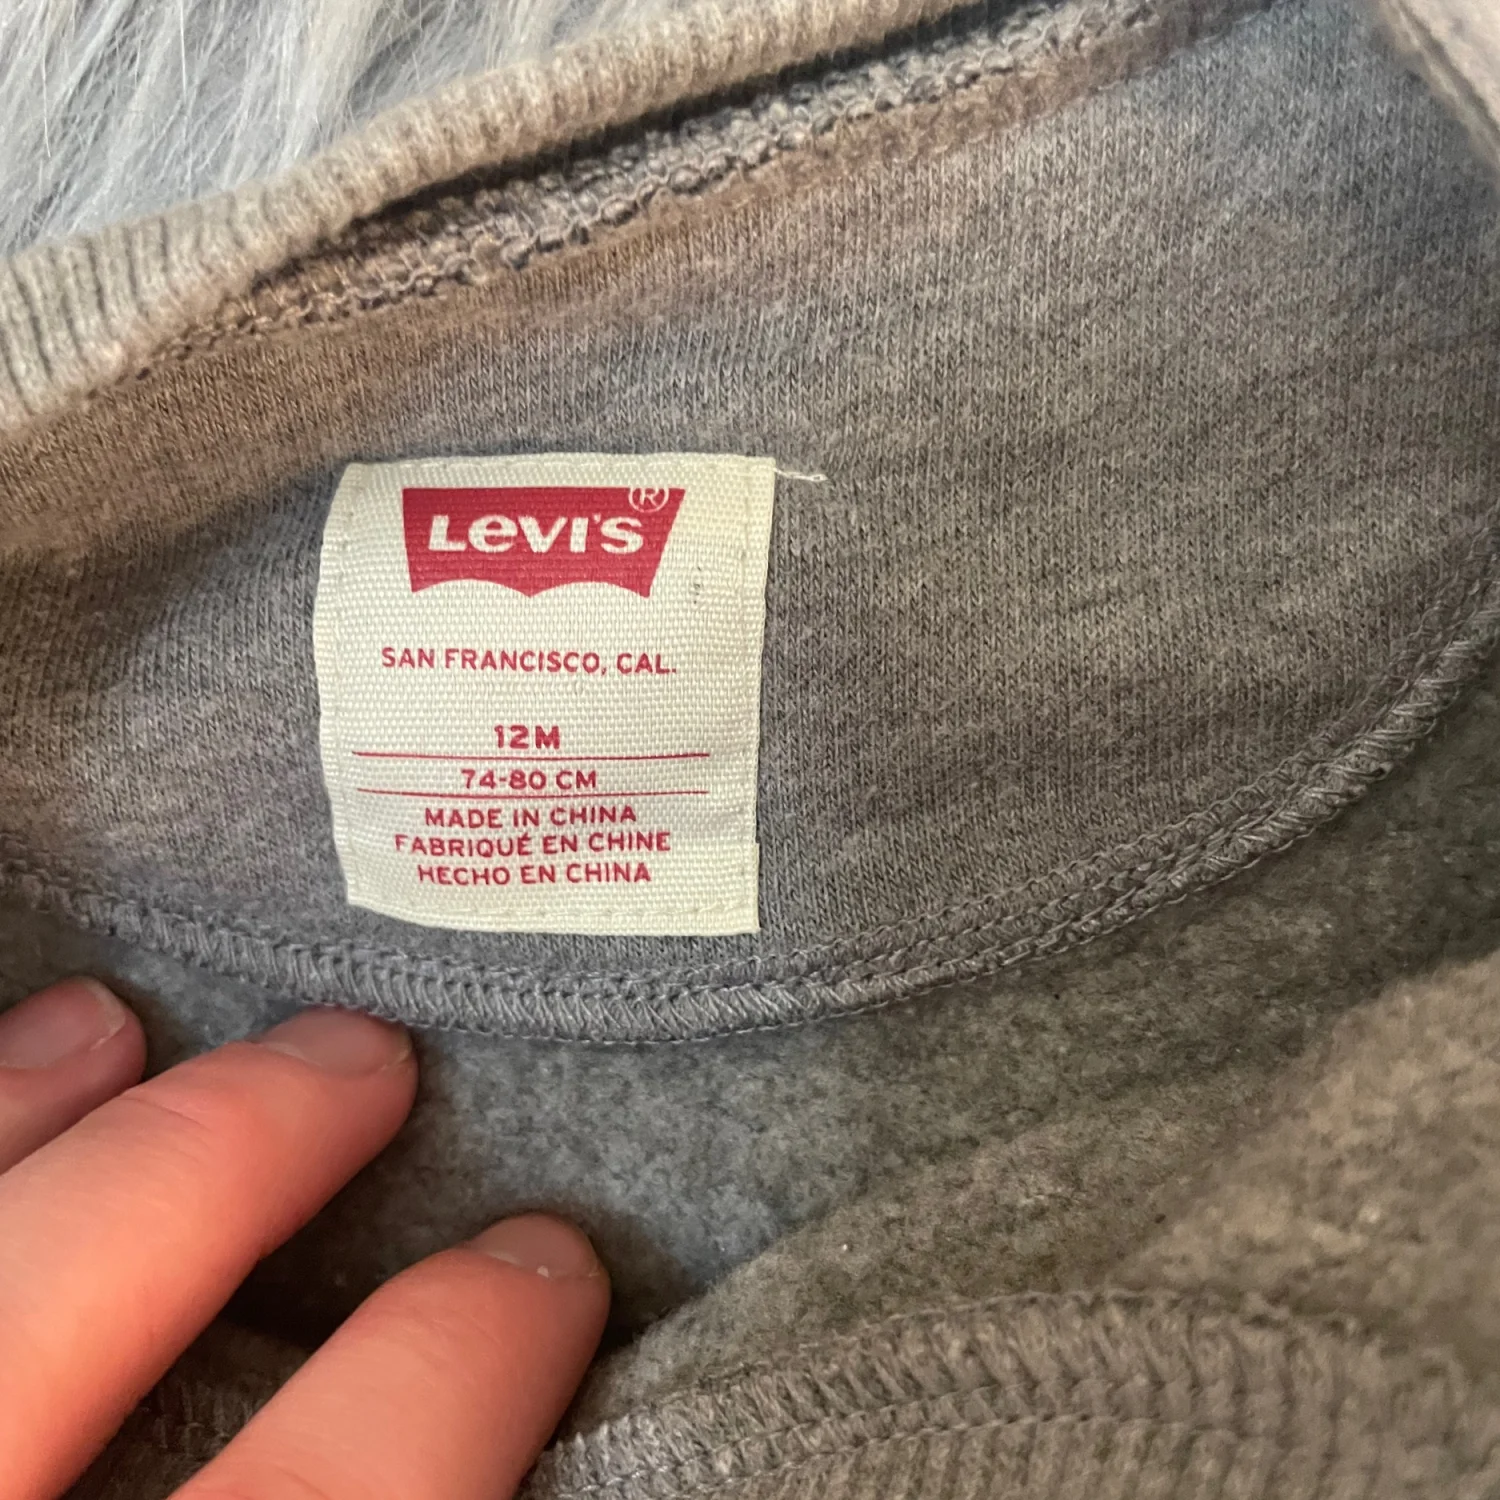 Levi's ®
SAN FRANCISCO, CAL.
12M
74-80 CM
MADE IN CHINA
FABRIQUÉ EN CHINE
HECHO EN CHINA